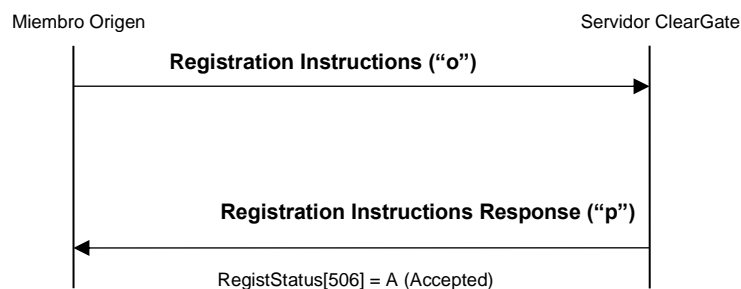 Miembro Origen
Servidor ClearGate
Registration Instructions (“o”)
Registration Instructions Response (“p”)
RegistStatus[506] = A (Accepted)